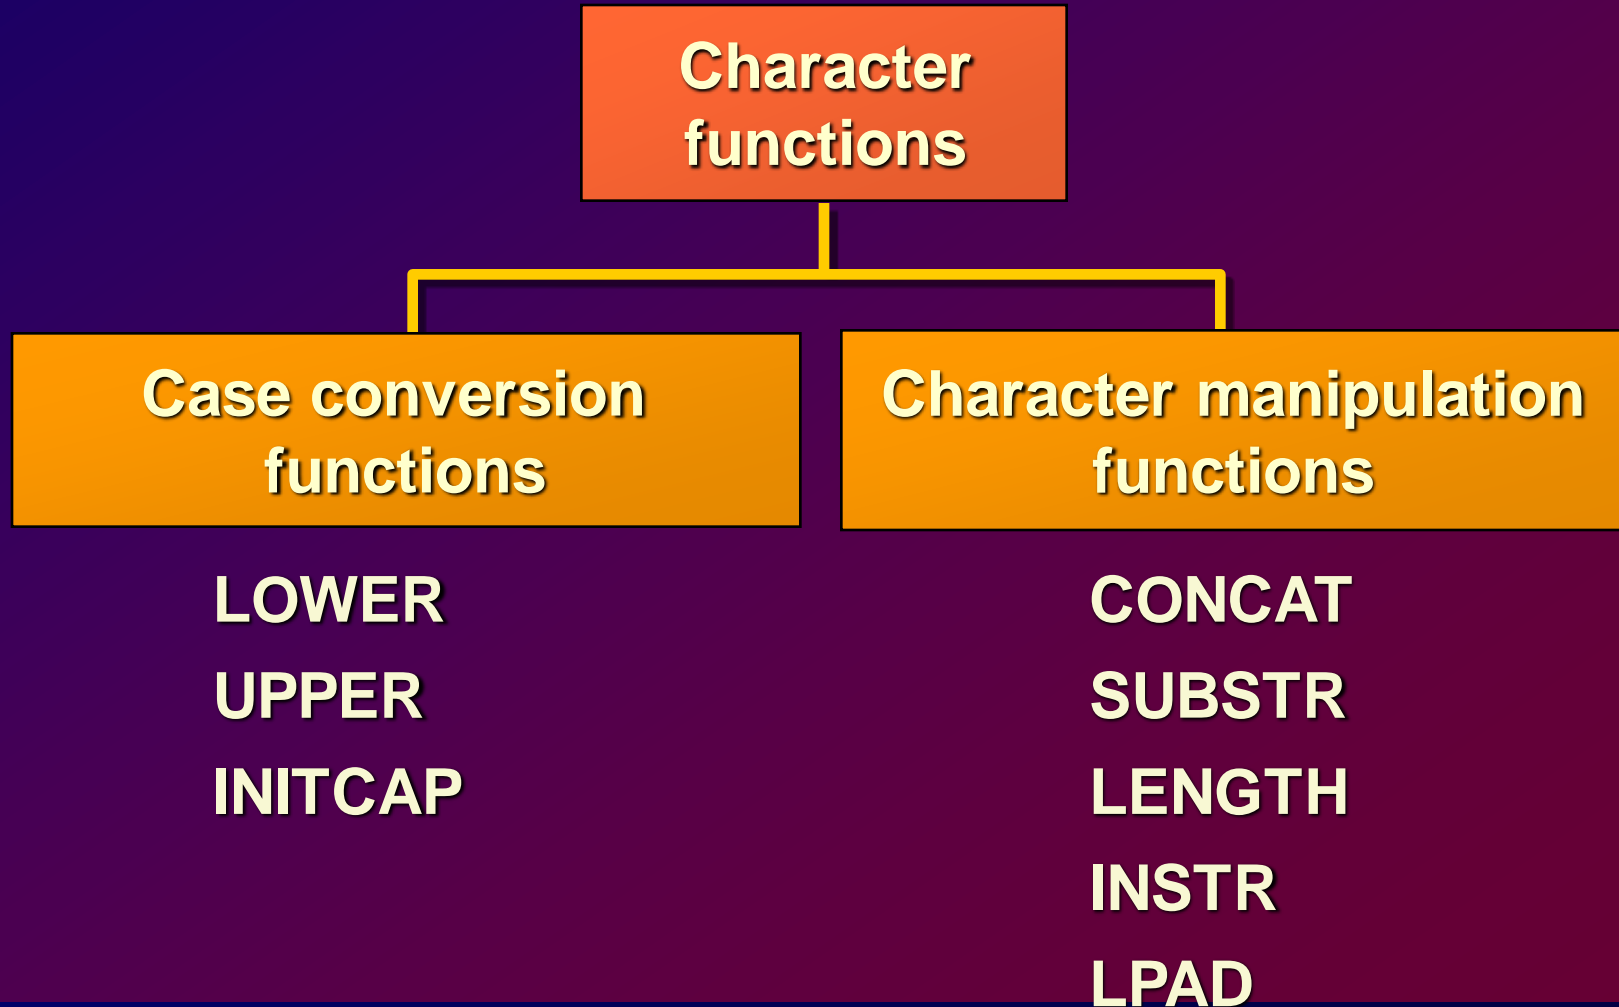 Character
functions
Case conversion
functions
Character manipulation
functions
LOWER
UPPER
INITCAP
CONCAT
SUBSTR
LENGTH
INSTR
LPAD